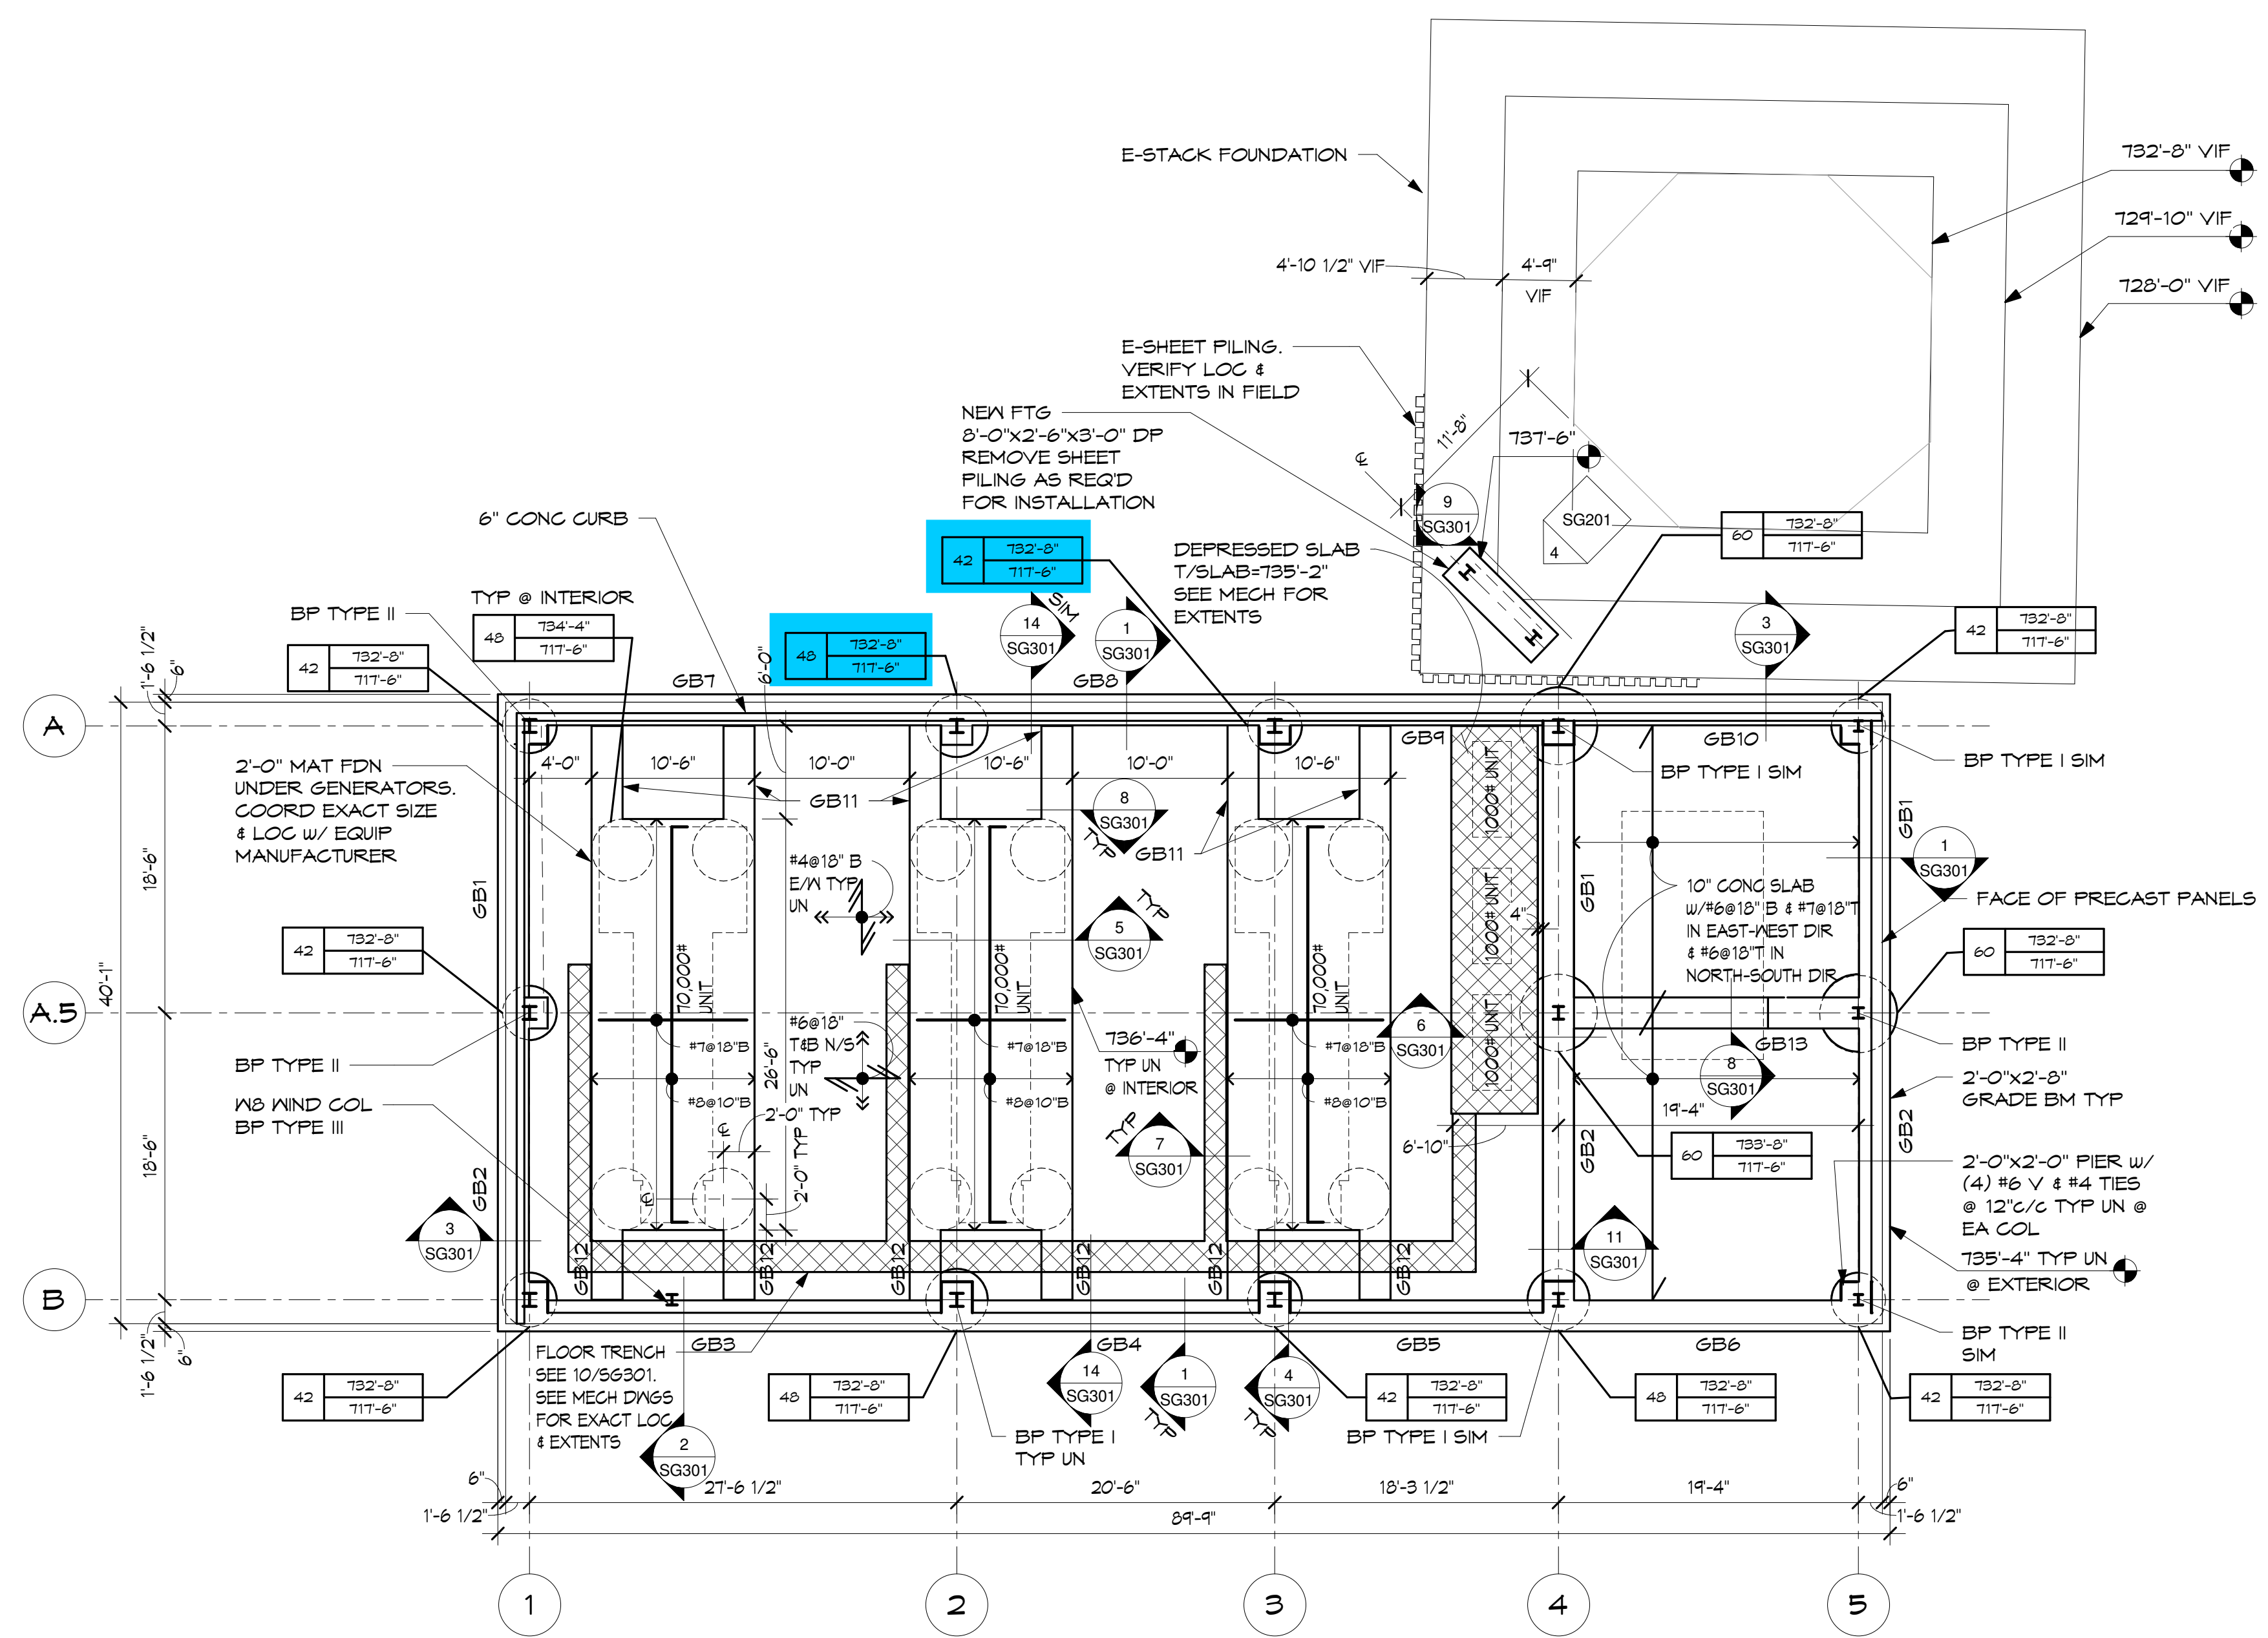 E-STACK FOUNDATION
732'-8" VIF
729'-10" VIF
728'-0" VIF
4'-10 1/2" VIF
4'-9"
VIF
E-SHEET PILING.
VERIFY LOC &
EXTENTS IN FIELD
NEW FTG
8'-0"x2'-6"x3'-0" DP
REMOVE SHEET
PILING AS REQ'D
FOR INSTALLATION
11'-8"
737'-6"
℄
9
SG301
SG201
4
60
732'-8"
717'-6"
6" CONC CURB
42
732'-8"
717'-6"
DEPRESSED SLAB
T/SLAB=735'-2"
SEE MECH FOR
EXTENTS
TYP @ INTERIOR
48
734'-4"
717'-6"
BP TYPE II
42
732'-8"
717'-6"
48
732'-8"
717'-6"
6'-0"
14
SG301
SIM
1
SG301
3
SG301
42
732'-8"
717'-6"
1'-6 1/2"
6"
GB7
GB8
A
GB9
GB10
BP TYPE I SIM
BP TYPE I SIM
2'-0" MAT FDN
UNDER GENERATORS.
COORD EXACT SIZE
& LOC W/ EQUIP
MANUFACTURER
4'-0"
10'-6"
10'-0"
10'-6"
10'-0"
10'-6"
GB11
8
SG301
TYP
GB11
1000# UNIT
1000# UNIT
1000# UNIT
GB1
1
SG301
18'-6"
GB1
#4@18" B
E/W TYP
UN
5
SG301
TYP
4"
GB1
10" CONC SLAB
W/#6@18" B & #7@18"T
IN EAST-WEST DIR
& #6@18"T IN
NORTH-SOUTH DIR
FACE OF PRECAST PANELS
42
732'-8"
717'-6"
40'-1"
70,000#
UNIT
70,000#
UNIT
70,000#
UNIT
60
732'-8"
717'-6"
A.5
#6@18"
T&B N/S
TYP
UN
736'-4"
TYP UN
@ INTERIOR
6
SG301
GB13
BP TYPE II
BP TYPE II
#7@18"B
#7@18"B
#7@18"B
26'-6"
8
SG301
2'-0"x2'-8"
GRADE BM TYP
W8 WIND COL
BP TYPE III
#8@10"B
#8@10"B
#8@10"B
2'-0" TYP
℄
19'-4"
GB2
18'-6"
7
SG301
TYP
6'-10"
GB2
60
733'-8"
717'-6"
2'-0"x2'-0" PIER W/
(4) #6 V & #4 TIES
@ 12"c/c TYP UN @
EA COL
GB2
℄
2'-0" TYP
3
SG301
11
SG301
735'-4" TYP UN
@ EXTERIOR
GB12
GB12
GB12
GB12
GB12
GB12
B
BP TYPE II
SIM
1'-6 1/2"
6"
FLOOR TRENCH
SEE 10/SG301.
SEE MECH DWGS
FOR EXACT LOC
& EXTENTS
GB3
GB4
GB5
GB6
14
SG301
1
SG301
TYP
4
SG301
TYP
42
732'-8"
717'-6"
48
732'-8"
717'-6"
42
732'-8"
717'-6"
48
732'-8"
717'-6"
42
732'-8"
717'-6"
2
SG301
BP TYPE I
TYP UN
BP TYPE I SIM
6"
1'-6 1/2"
27'-6 1/2"
20'-6"
18'-3 1/2"
19'-4"
6"
1'-6 1/2"
89'-9"
1
2
3
4
5